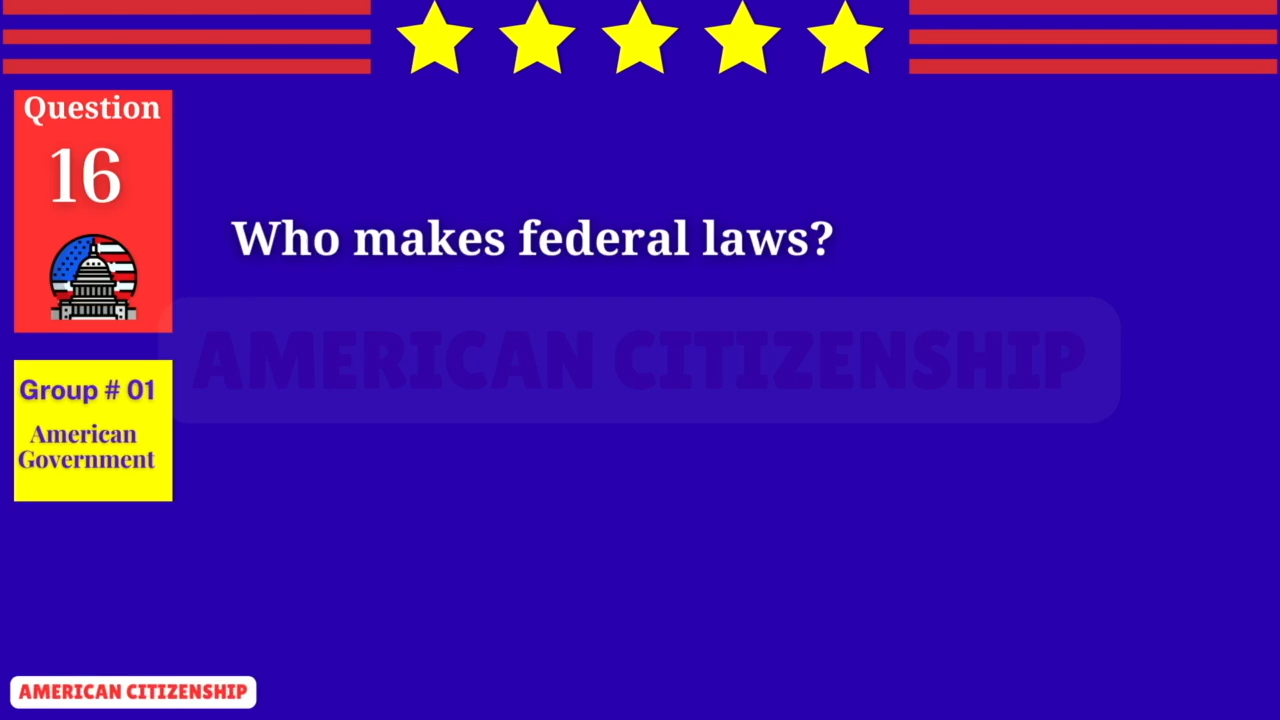 Question
16
Who makes federal laws?
AMERICAN CITIZENSHIP
Group # 01
American
Government
AMERICAN CITIZENSHIP